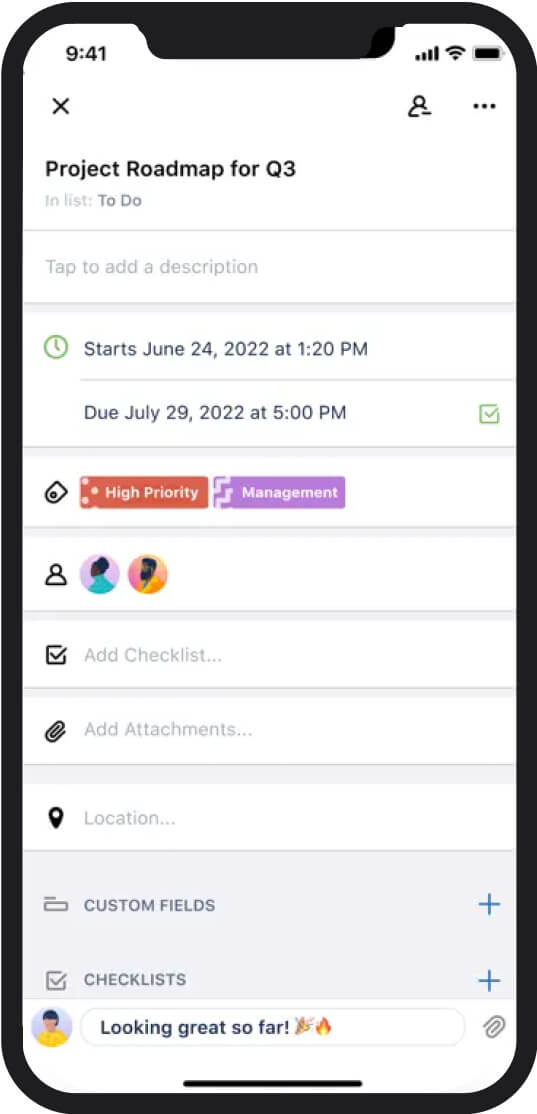 9:41
Project Roadmap for Q3
In list: To Do
Tap to add a description
Starts June 24, 2022 at 1:20 PM
Due July 29, 2022 at 5:00 PM
High Priority Management
Add Checklist...
Add Attachments...
Location...
CUSTOM FIELDS
CHECKLISTS
Looking great so far! 🎉🔥